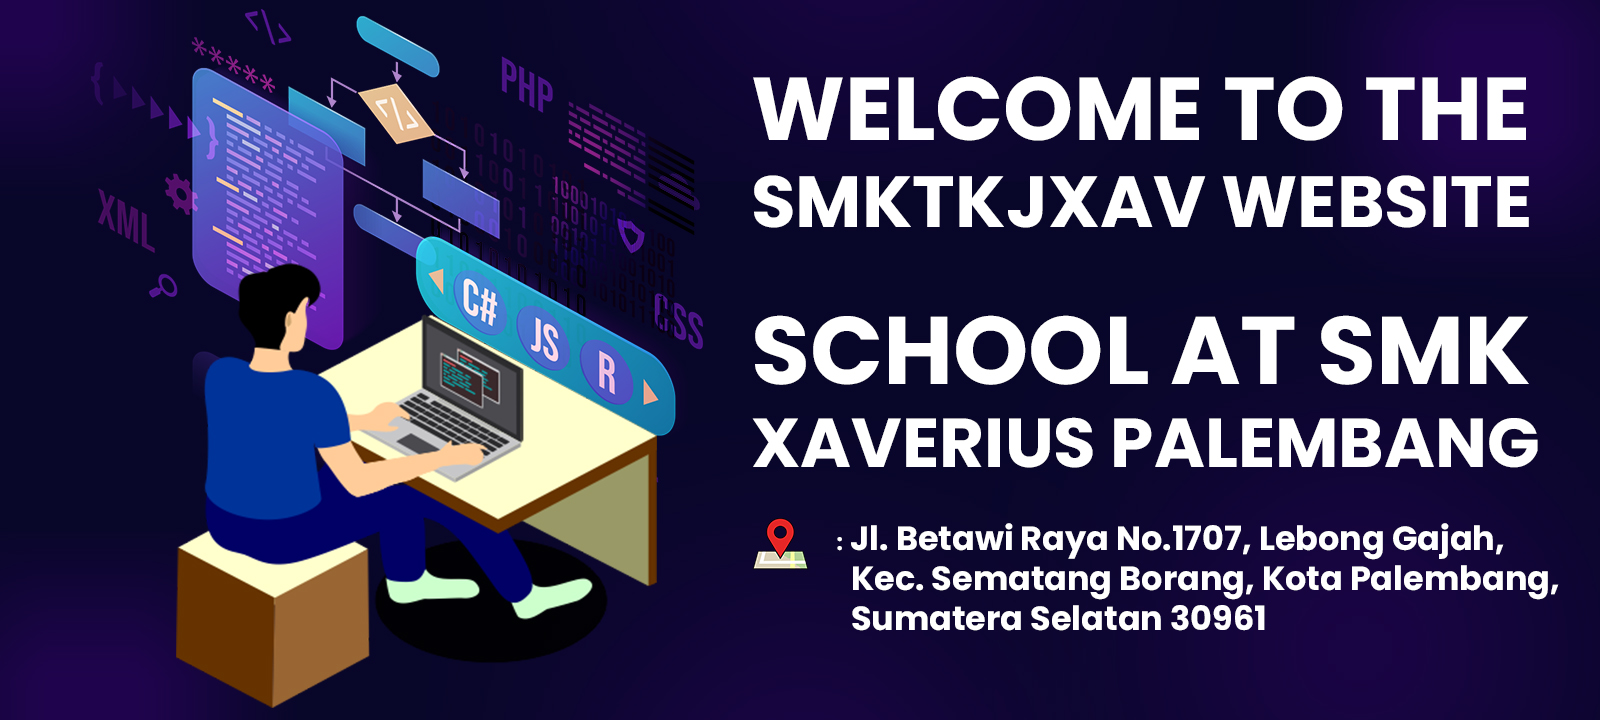 </>
*****
PHP
</>
XML
C#
JS
R
CSS
WELCOME TO THE
SMKTKJXAV WEBSITE
SCHOOL AT SMK
XAVERIUS PALEMBANG
: Jl. Betawi Raya No.1707, Lebong Gajah,
Kec. Sematang Borang, Kota Palembang,
Sumatera Selatan 30961